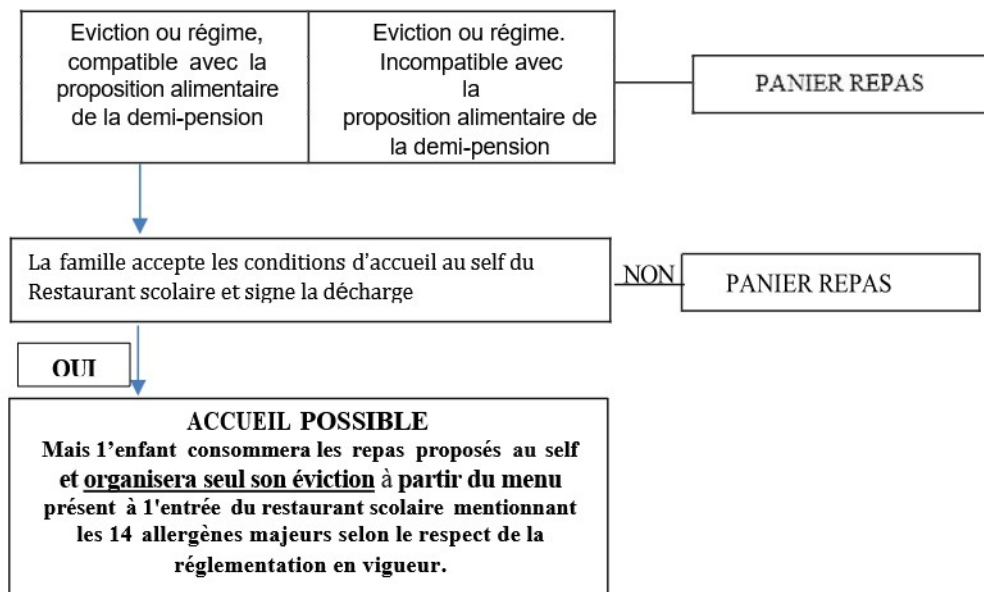 Eviction ou régime,
compatible avec la
proposition alimentaire
de la demi-pension
Eviction ou régime.
Incompatible avec
la
proposition alimentaire de
la demi-pension
PANIER REPAS
La famille accepte les conditions d'accueil au self du
Restaurant scolaire et signe la décharge
NON
PANIER REPAS
OUI
ACCUEIL POSSIBLE
Mais 1'enfant consommera les repas proposés au self
et organisera seul son éviction à partir du menu
présent à 1'entrée du restaurant scolaire mentionnant
les 14 allergènes majeurs selon le respect de la
réglementation en vigueur.